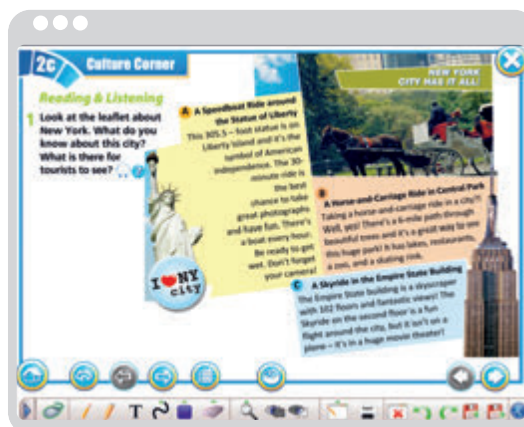 2c Culture Corner
Reading & Listening
1 Look at the leaflet about
New York. What do you
know about this city?
What is there for
tourists to see?
NEW YORK
CITY HAS IT ALL!
A A Speedboat Ride around
the Statue of Liberty
This 305.5 – foot statue is on
Liberty Island and it's the
symbol of American
independence. The 30-
minute ride is
the best
chance to take
great photographs
and have fun. There's
a boat every hour.
Be ready to get
wet. Don't forget
your camera!
I NY
city
B A Horse-and-Carriage Ride in Central Park
Taking a horse-and-carriage ride in a city?!
Well, yes! There's a 6-mile path through
beautiful trees and it's a great way to see
this huge park! It has lakes, restaurants,
a zoo, and a skating rink.
C A Skyride in the Empire State Building
The Empire State building is a skyscraper
with 102 floors and fantastic views! The
Skyride on the second floor is a fun
flight around the city, but it isn't on a
plane – it's in a huge movie theater!
T